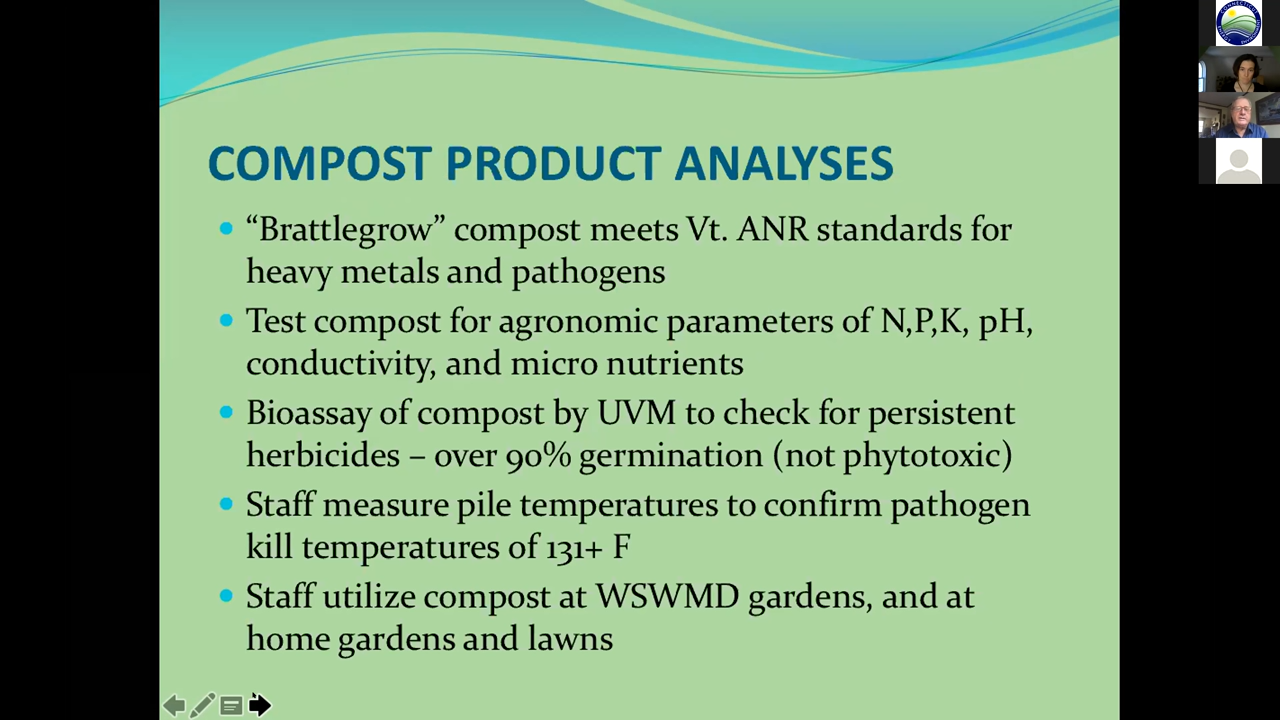 COMPOST PRODUCT ANALYSES
• “Brattlegrow” compost meets Vt. ANR standards for
heavy metals and pathogens
• Test compost for agronomic parameters of N,P,K, pH,
conductivity, and micro nutrients
• Bioassay of compost by UVM to check for persistent
herbicides – over 90% germination (not phytotoxic)
• Staff measure pile temperatures to confirm pathogen
kill temperatures of 131+ F
• Staff utilize compost at WSWMD gardens, and at
home gardens and lawns
CONNECTICUT